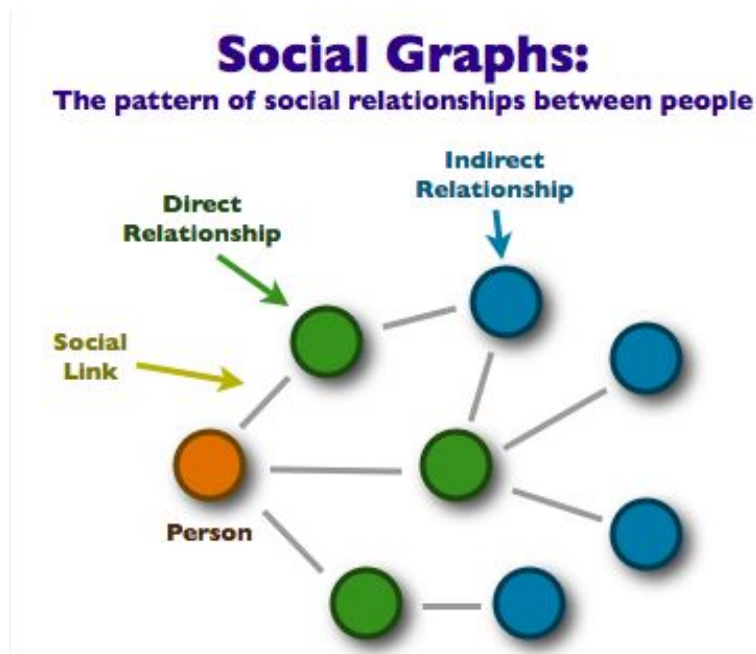 Social Graphs:
The pattern of social relationships between people
Indirect
Relationship
Direct
Relationship
Social
Link
Person